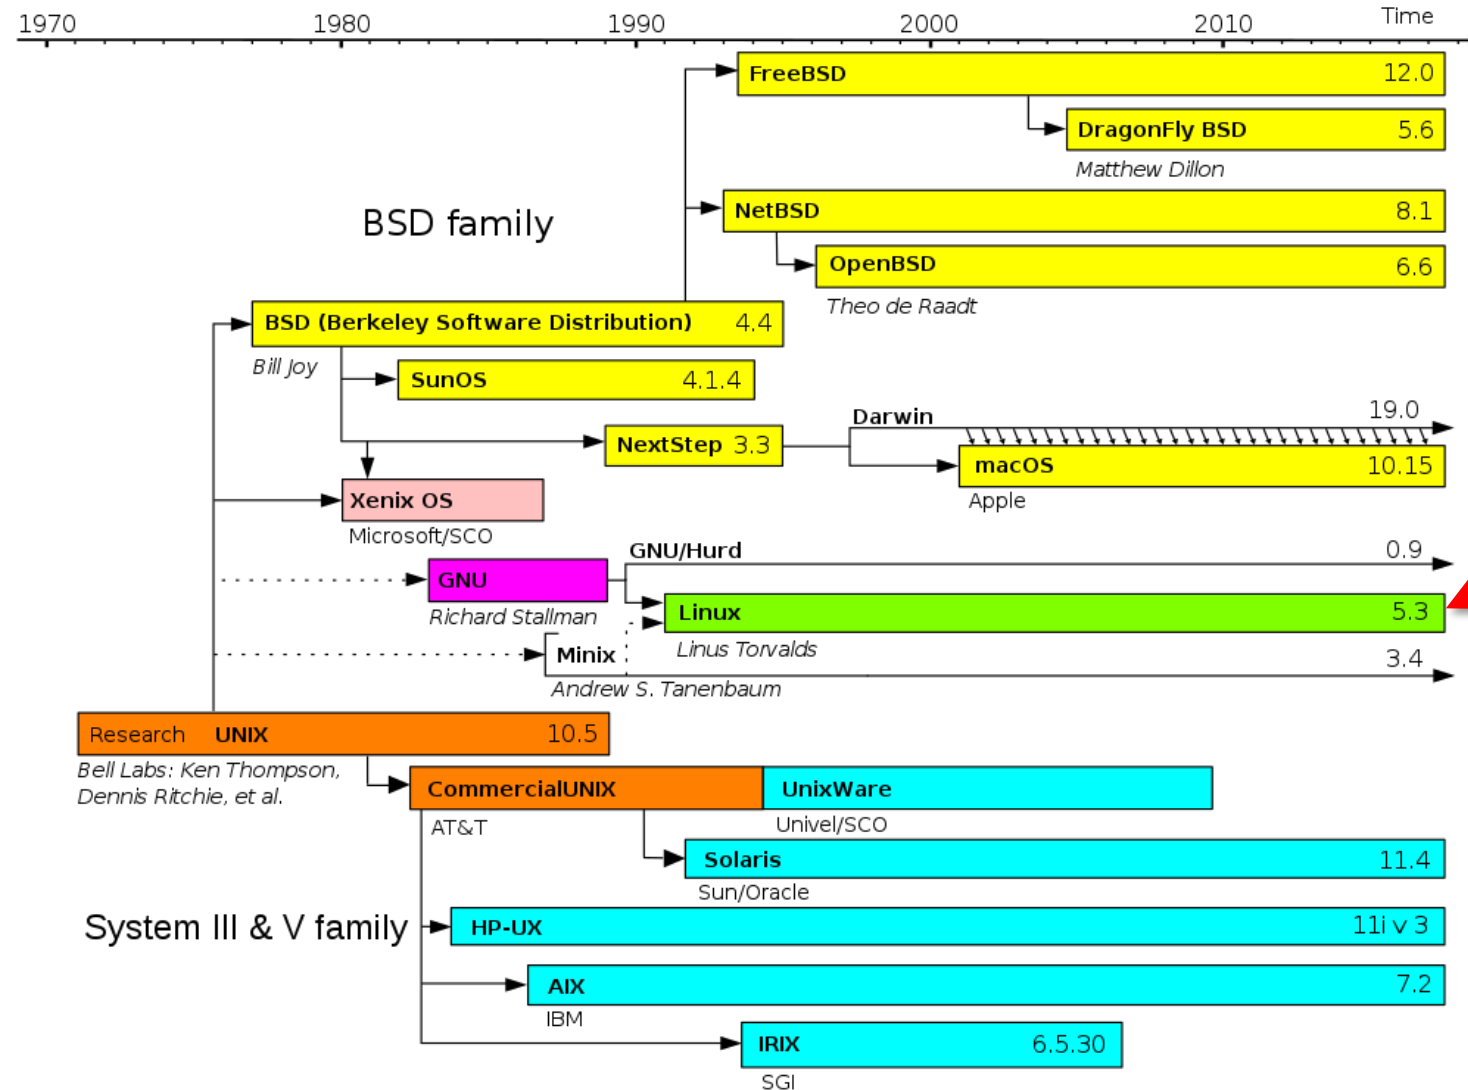 1970 1980 1990 2000 2010 Time
FreeBSD 12.0
DragonFly BSD 5.6
Matthew Dillon
BSD family
NetBSD 8.1
OpenBSD 6.6
Theo de Raadt
BSD (Berkeley Software Distribution) 4.4
Bill Joy
SunOS 4.1.4
Darwin 19.0
NextStep 3.3
macOS 10.15
Apple
Xenix OS
Microsoft/SCO
GNU/Hurd 0.9
GNU
Richard Stallman
Linux 5.3
Linus Torvalds
Minix 3.4
Andrew S. Tanenbaum
Research UNIX 10.5
Bell Labs: Ken Thompson,
Dennis Ritchie, et al.
CommercialUNIX UnixWare
AT&T Univel/SCO
Solaris 11.4
Sun/Oracle
System III & V family
HP-UX 11i v 3
AIX 7.2
IBM
IRIX 6.5.30
SGI